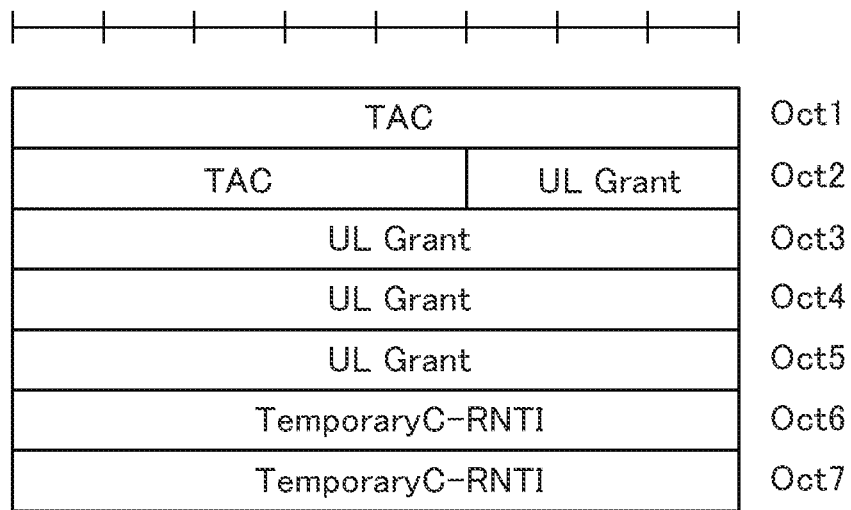 TAC Oct1
TAC UL Grant Oct2
UL Grant Oct3
UL Grant Oct4
UL Grant Oct5
TemporaryC-RNTI Oct6
TemporaryC-RNTI Oct7